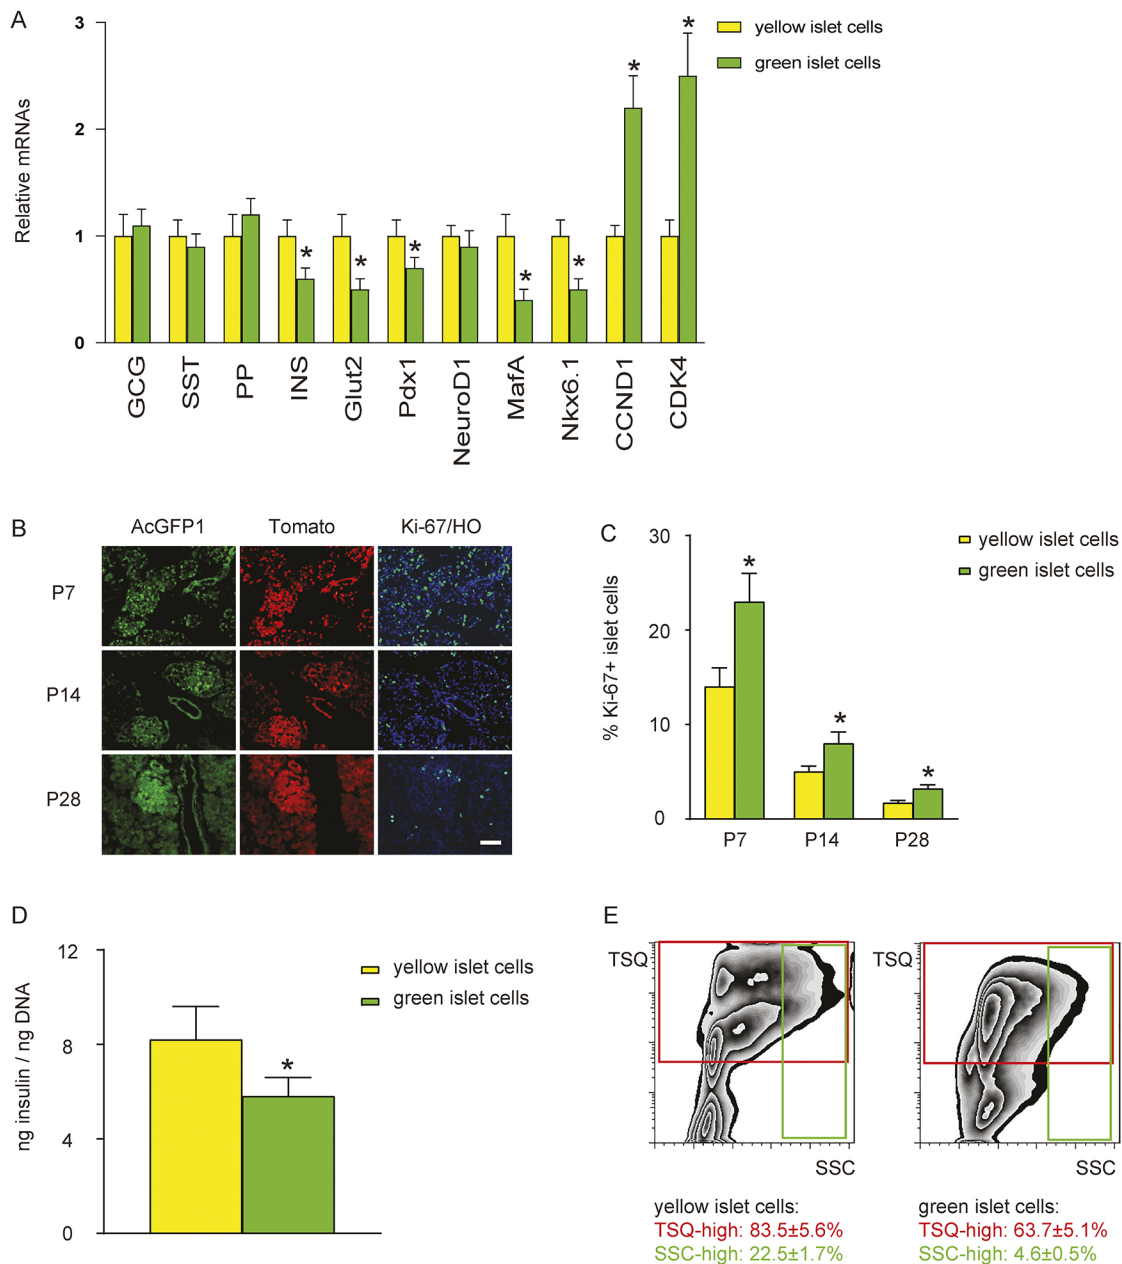 A
3
2
1
0
Relative mRNAs
*
*
*
*
*
*
*
*
yellow islet cells
green islet cells
GCG
SST
PP
INS
Glut2
Pdx1
NeuroD1
MafA
Nkx6.1
CCND1
CDK4
B
AcGFP1 Tomato Ki-67/HO
P7
P14
P28
C
30
20
10
0
% Ki-67+ islet cells
*
*
*
yellow islet cells
green islet cells
P7 P14 P28
D
12
8
4
0
ng insulin / ng DNA
*
yellow islet cells
green islet cells
E
TSQ
SSC
yellow islet cells:
TSQ-high: 83.5±5.6%
SSC-high: 22.5±1.7%
TSQ
SSC
green islet cells:
TSQ-high: 63.7±5.1%
SSC-high: 4.6±0.5%